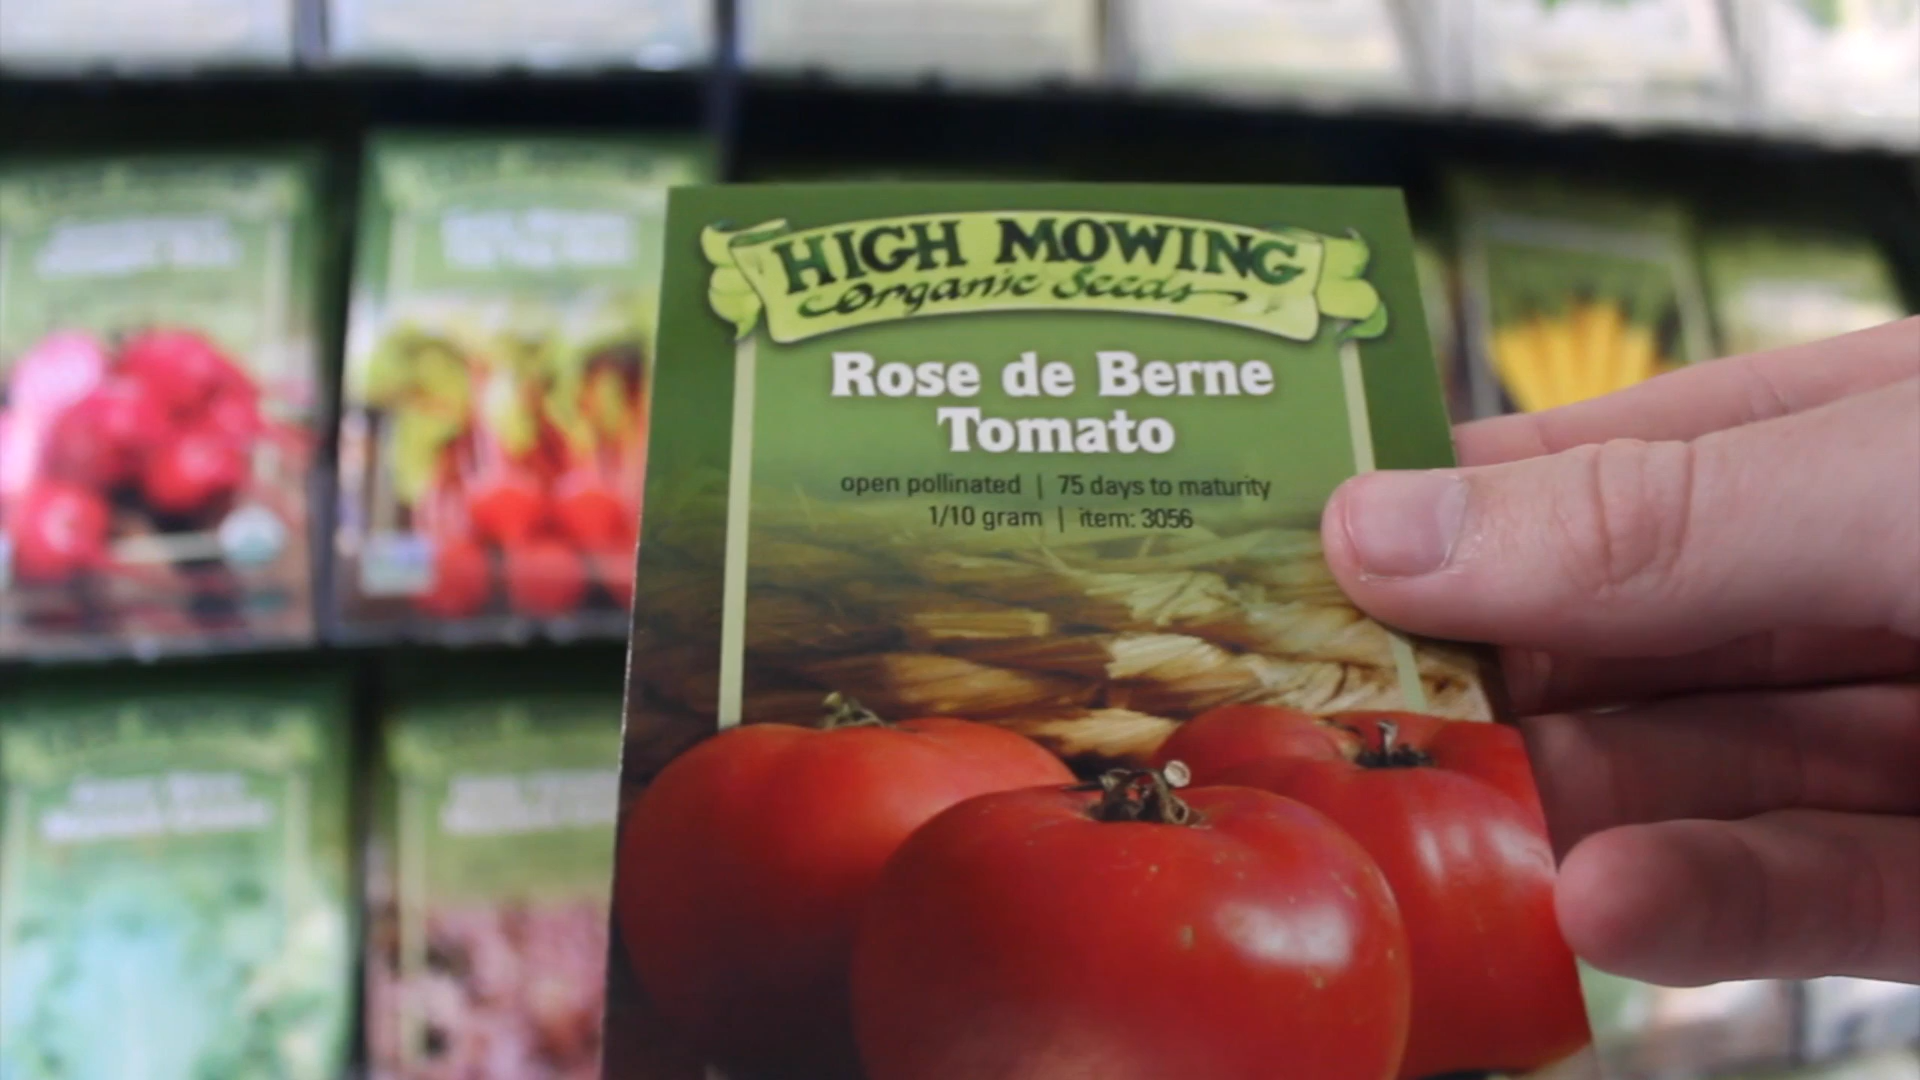 HIGH MOWING
Organic Seeds
Rose de Berne
Tomato
open pollinated | 75 days to maturity
1/10 gram | item: 3056